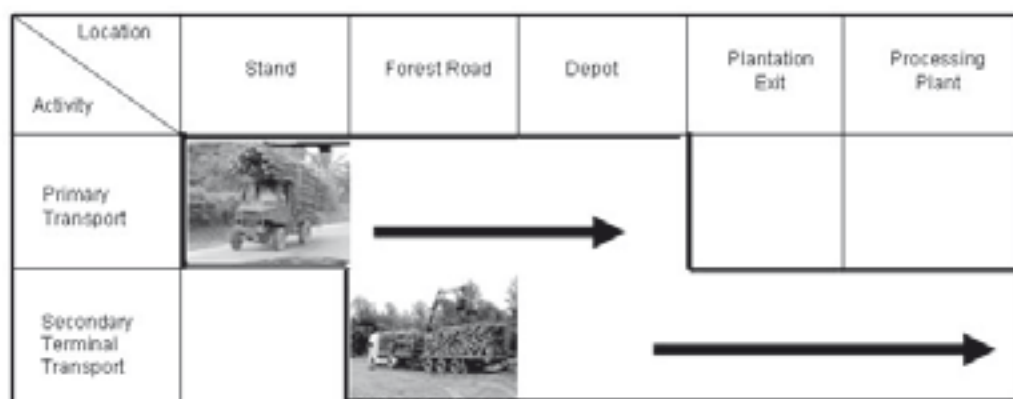 Location
Activity
Stand
Forest Road
Depot
Plantation
Exit
Processing
Plant
Primary
Transport
Secondary
Terminal
Transport